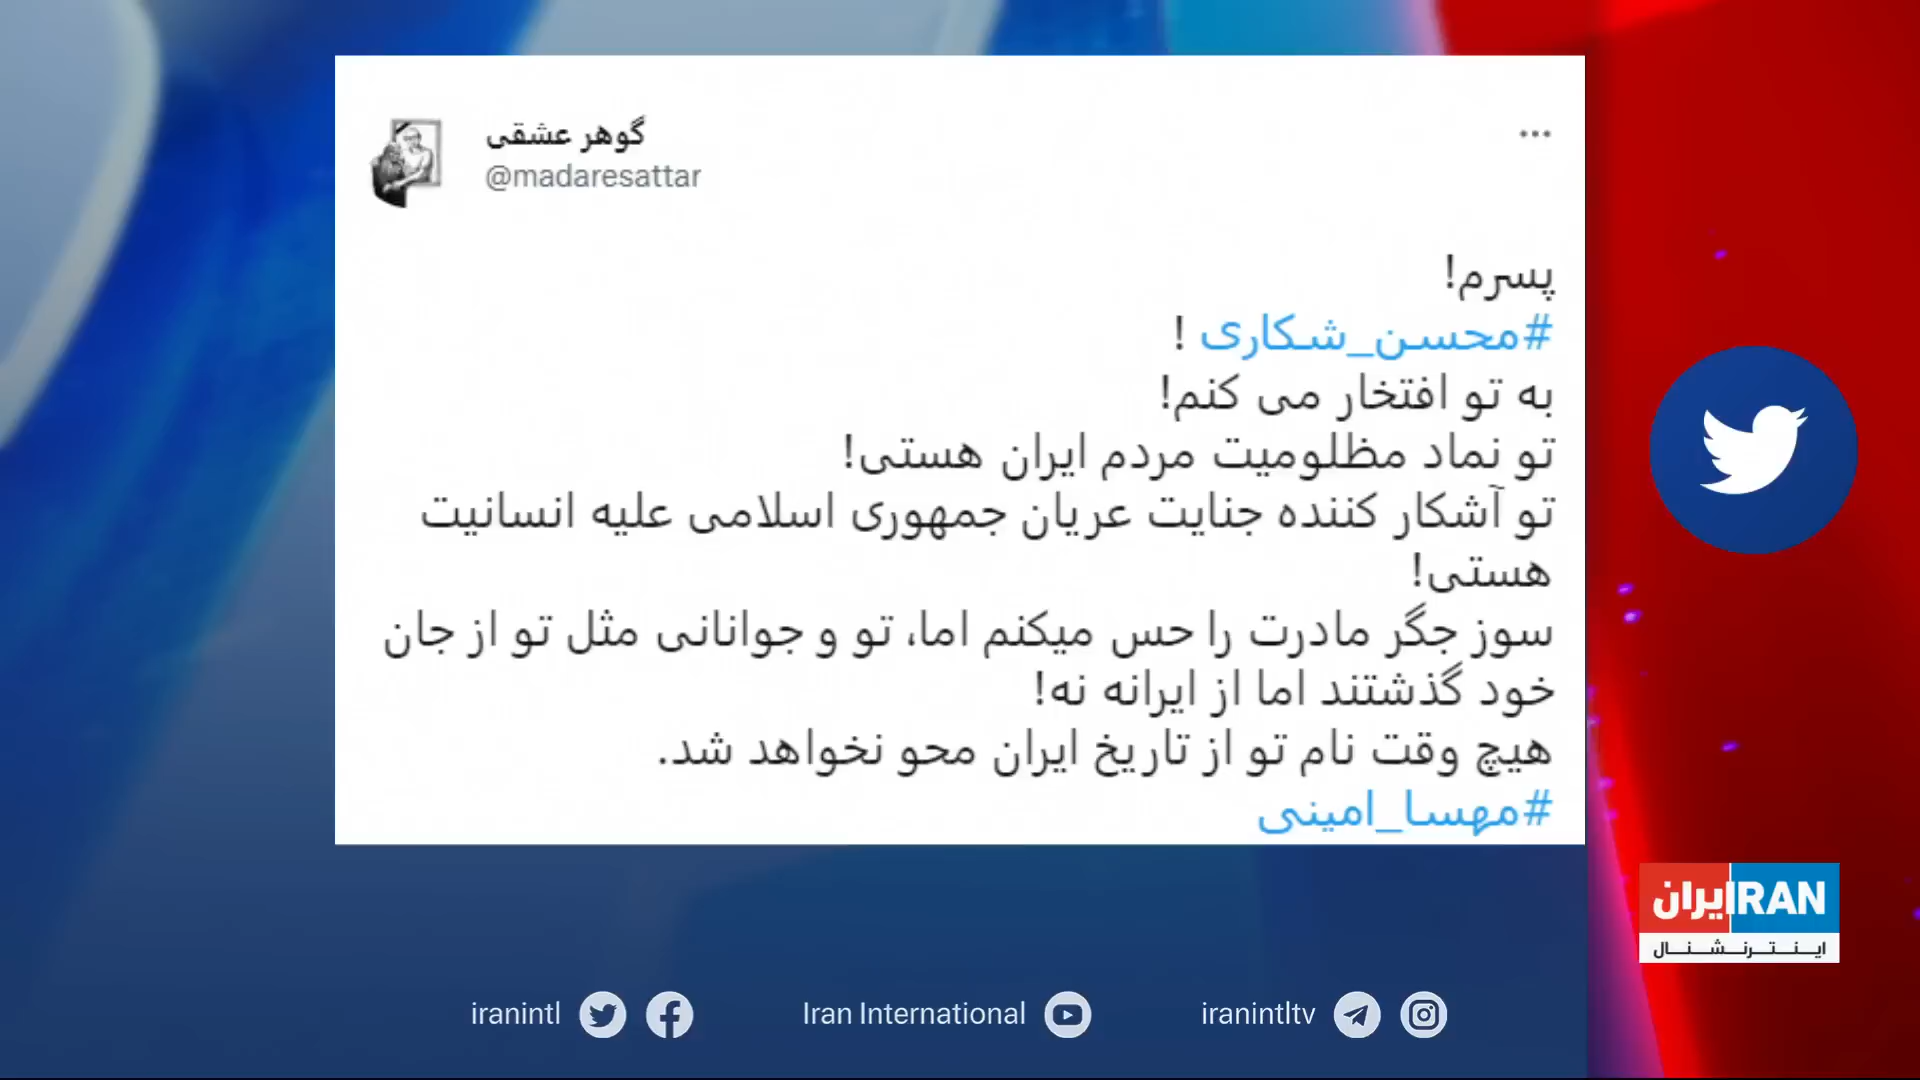 گوهر عشقی
@madaresattar
پسرم!
#محسن_شکاری !
به تو افتخار می کنم!
تو نماد مظلومیت مردم ایران هستی!
تو آشکار کننده جنایت عریان جمهوری اسلامی علیه انسانیت
هستی!
سوز جگر مادرت را حس میکنم اما، تو و جوانانی مثل تو از جان
خود گذشتند اما از ایرانه نه!
هیچ وقت نام تو از تاریخ ایران محو نخواهد شد.
#مهسا_امینی
ایران IRAN
اینترنشنال
iranintl
Iran International
iranintltv